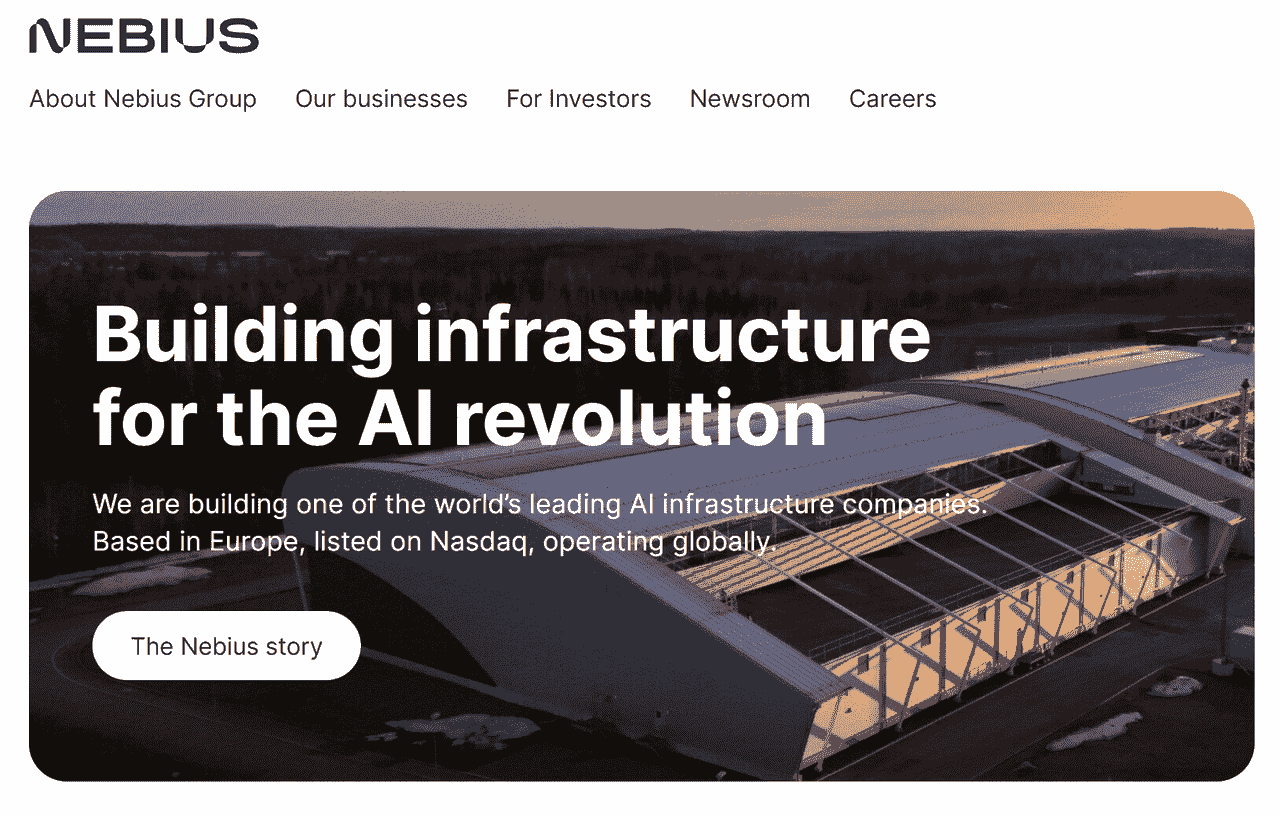 NEBIUS
About Nebius Group Our businesses For Investors Newsroom Careers
Building infrastructure
for the AI revolution
We are building one of the world’s leading AI infrastructure companies.
Based in Europe, listed on Nasdaq, operating globally.
The Nebius story